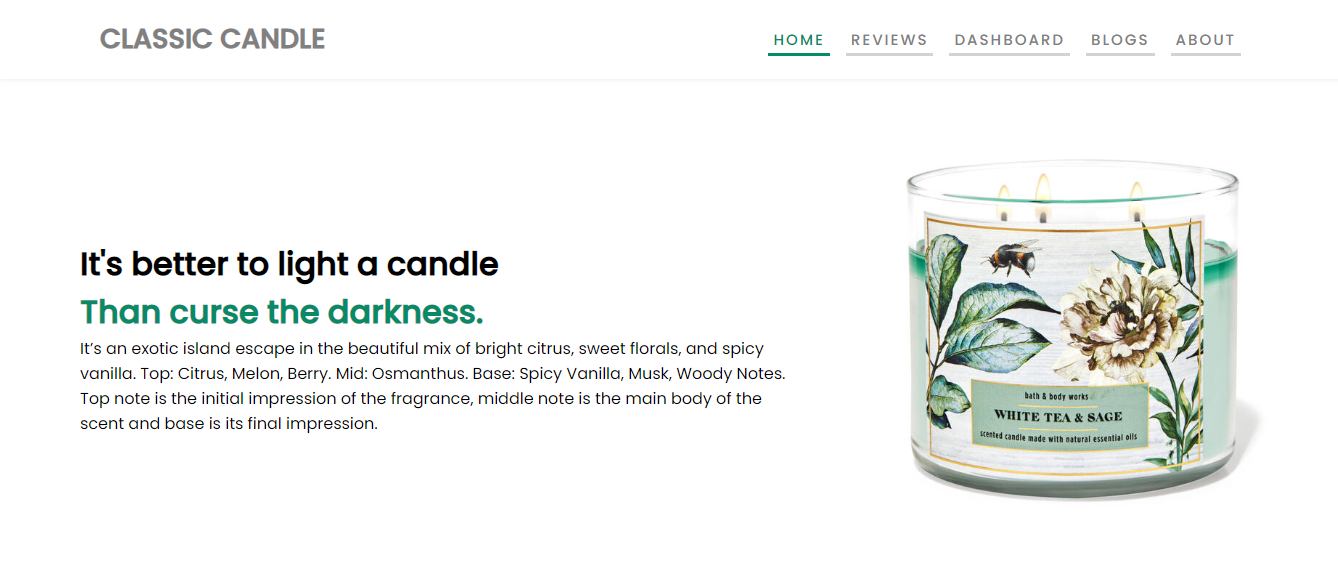 CLASSIC CANDLE
HOME REVIEWS DASHBOARD BLOGS ABOUT
It's better to light a candle
Than curse the darkness.
It’s an exotic island escape in the beautiful mix of bright citrus, sweet florals, and spicy
vanilla. Top: Citrus, Melon, Berry. Mid: Osmanthus. Base: Spicy Vanilla, Musk, Woody Notes.
Top note is the initial impression of the fragrance, middle note is the main body of the
scent and base is its final impression.
bath & body works
WHITE TEA & SAGE
scented candle made with natural essential oils